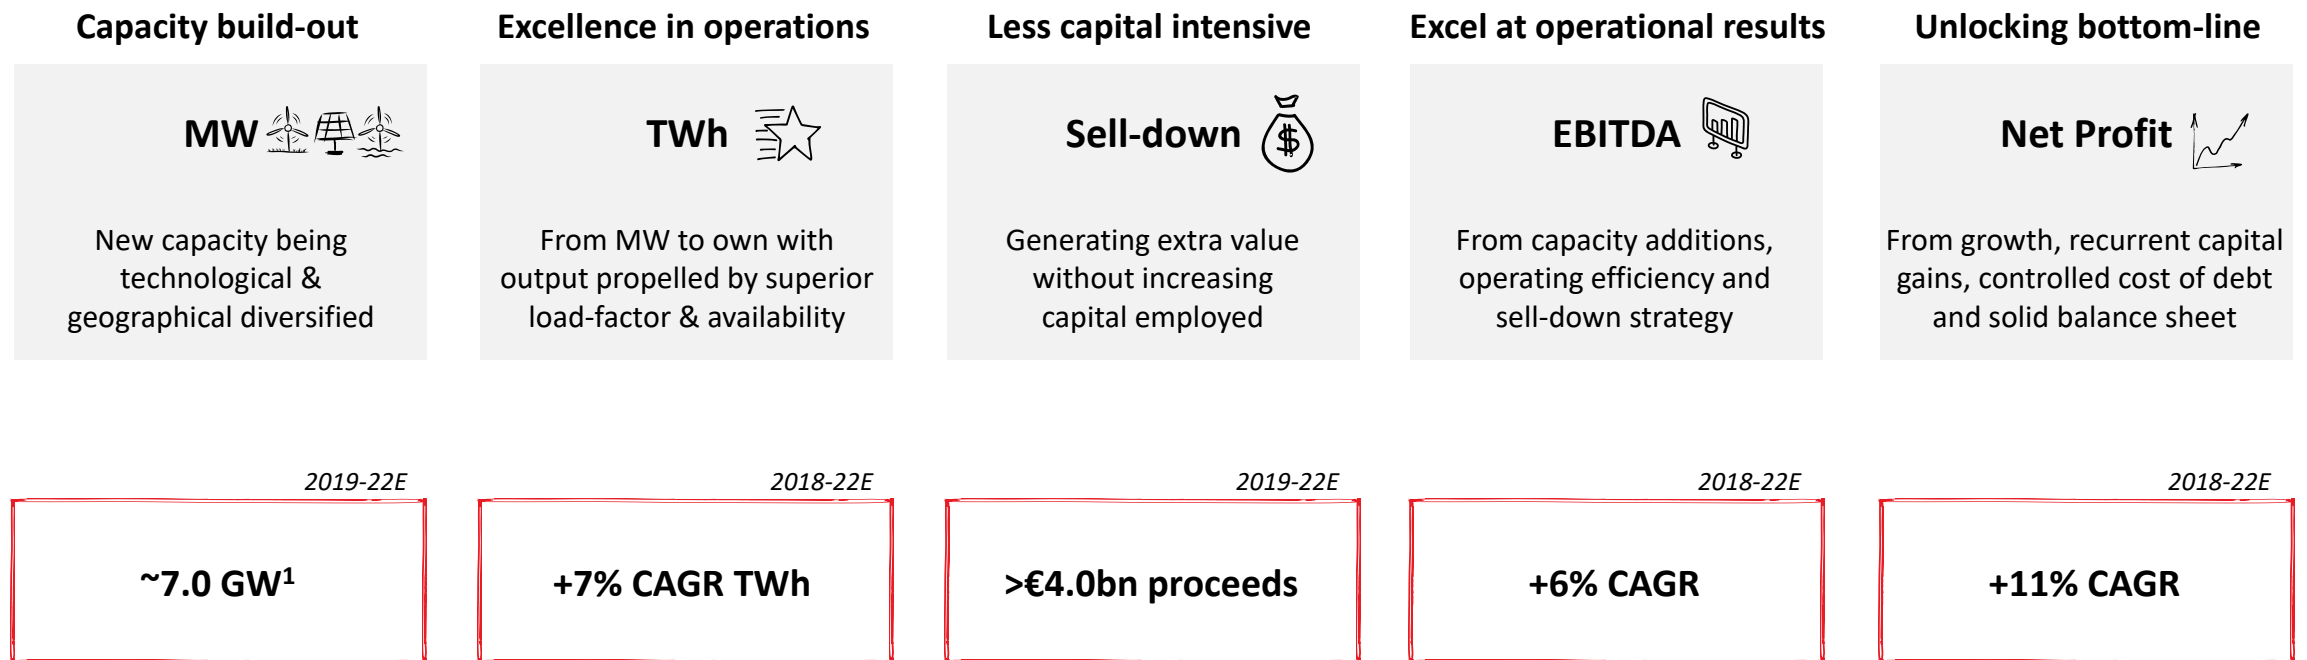 Capacity build-out
MW
New capacity being
technological &
geographical diversified
2019-22E
~7.0 GW¹
Excellence in operations
TWh
From MW to own with
output propelled by superior
load-factor & availability
2018-22E
+7% CAGR TWh
Less capital intensive
Sell-down
$
Generating extra value
without increasing
capital employed
2019-22E
>€4.0bn proceeds
Excel at operational results
EBITDA
From capacity additions,
operating efficiency and
sell-down strategy
2018-22E
+6% CAGR
Unlocking bottom-line
Net Profit
From growth, recurrent capital
gains, controlled cost of debt
and solid balance sheet
2018-22E
+11% CAGR